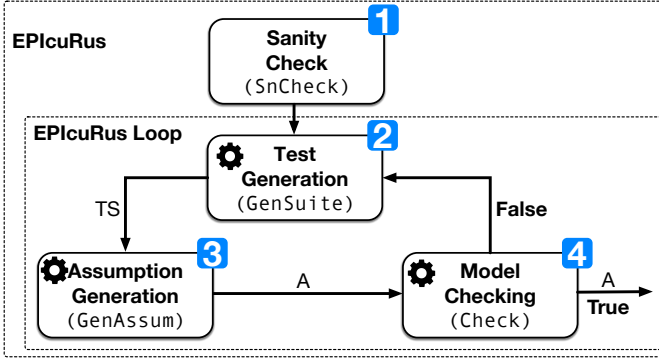 EPIcuRus
1
Sanity
Check
(SnCheck)
EPIcuRus Loop
2
Test
Generation
(GenSuite)
TS
False
3
Assumption
Generation
(GenAssum)
A
4
Model
Checking
(Check)
A
True